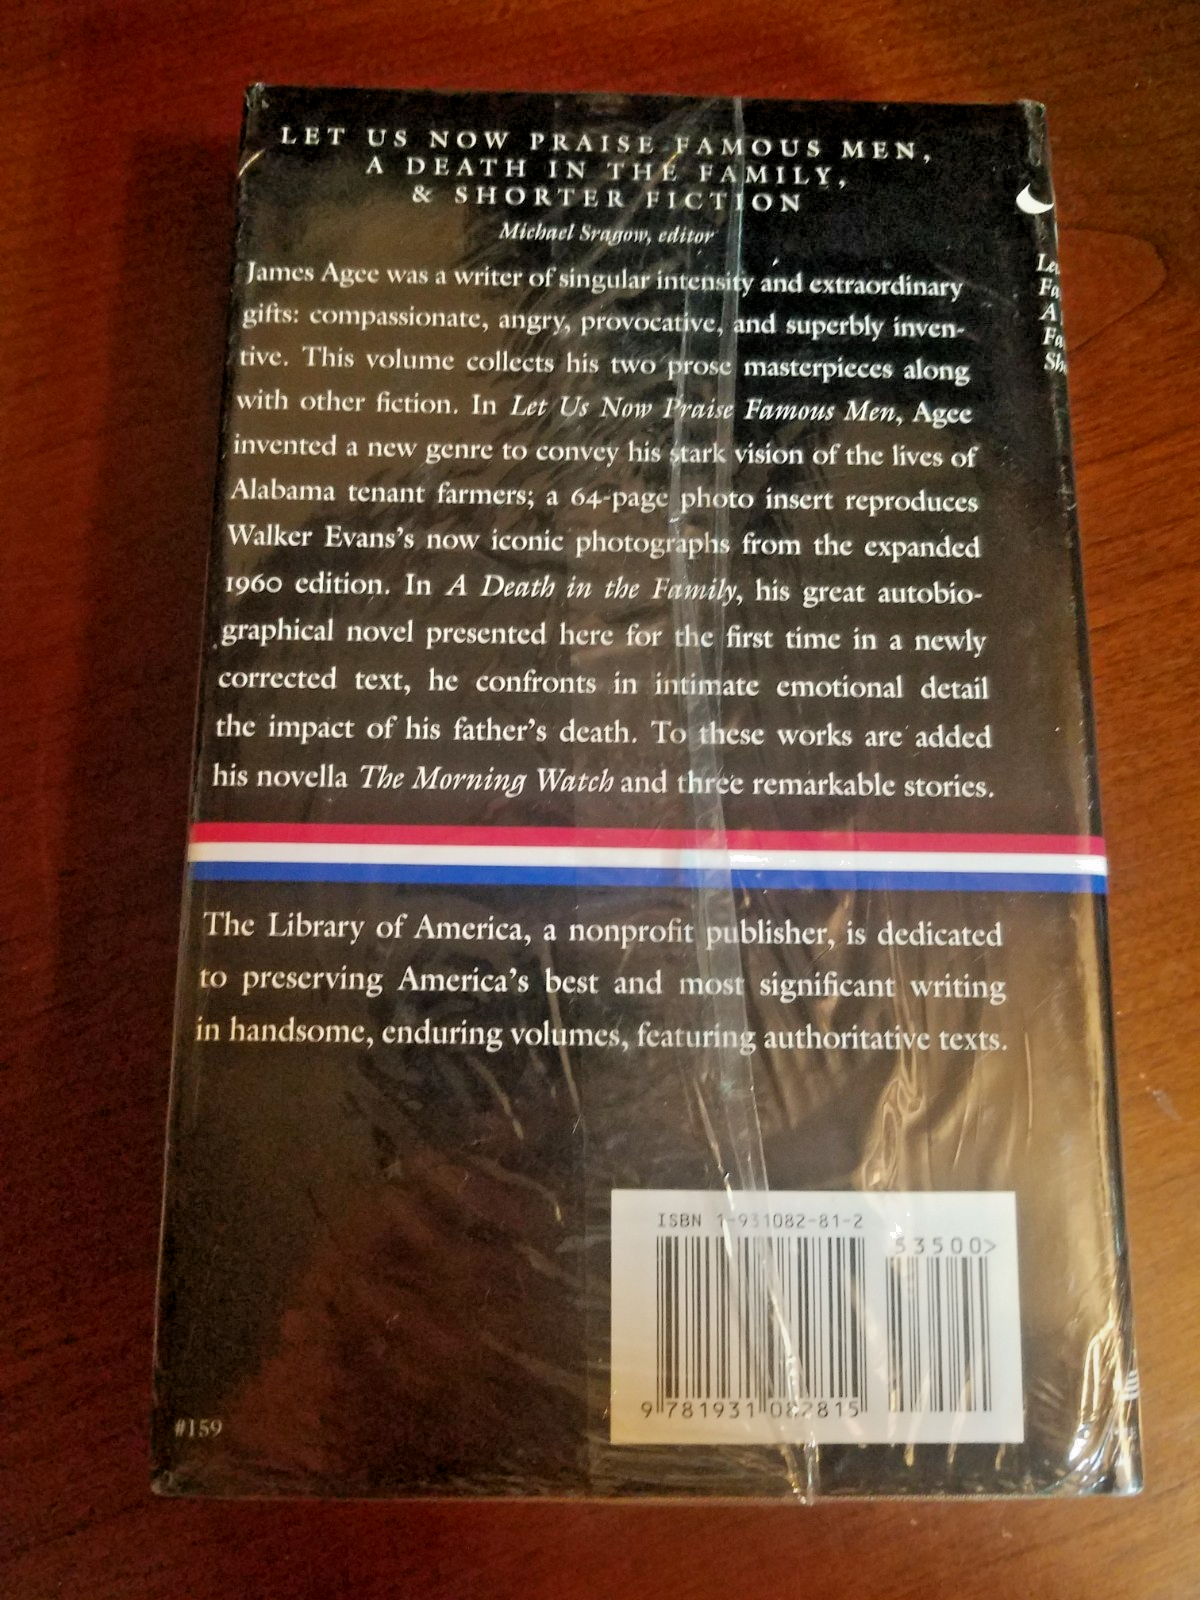 LET US NOW PRAISE FAMOUS MEN,
A DEATH IN THE FAMILY,
& SHORTER FICTION
Michael Sragow, editor
James Agee was a writer of singular intensity and extraordinary
gifts: compassionate, angry, provocative, and superbly inven-
tive. This volume collects his two prose masterpieces along
with other fiction. In Let Us Now Praise Famous Men, Agee
invented a new genre to convey his stark vision of the lives of
Alabama tenant farmers; a 64-page photo insert reproduces
Walker Evans's now iconic photographs from the expanded
1960 edition. In A Death in the Family, his great autobio-
graphical novel presented here for the first time in a newly
corrected text, he confronts in intimate emotional detail
the impact of his father's death. To these works are added
his novella The Morning Watch and three remarkable stories.
The Library of America, a nonprofit publisher, is dedicated
to preserving America's best and most significant writing
in handsome, enduring volumes, featuring authoritative texts.
ISBN 1-931082-81-2
53500>
9 781931 082815
#159
A